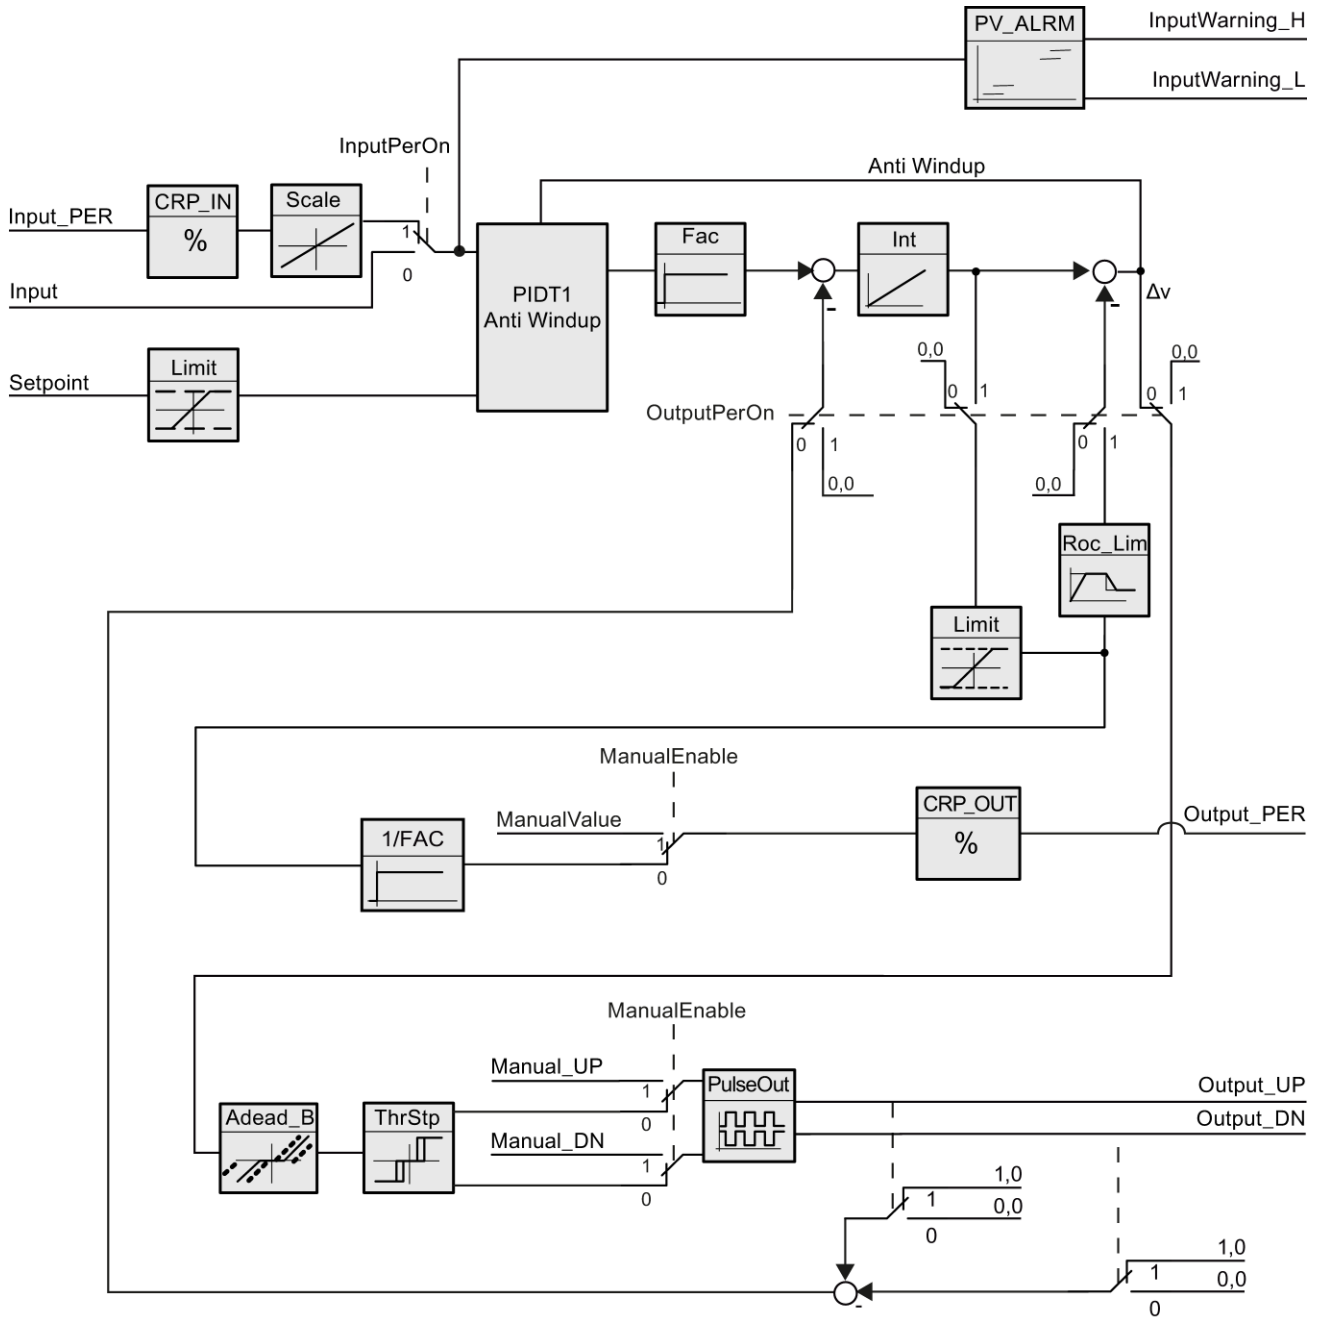 PV_ALRM
InputWarning_H
InputWarning_L
InputPerOn
Anti Windup
Input_PER
CRP_IN
%
Scale
1
0
Input
PIDT1
Anti Windup
Fac
Int
-
-
Δv
Setpoint
Limit
0,0
0,0
0
1
0
1
OutputPerOn
0
1
0
1
0,0
0,0
Roc_Lim
Limit
ManualEnable
ManualValue
1/FAC
1
0
CRP_OUT
%
Output_PER
ManualEnable
Manual_UP
1
0
Manual_DN
1
0
Adead_B
ThrStp
PulseOut
Output_UP
Output_DN
1,0
1
0,0
0
1,0
1
0,0
0
-